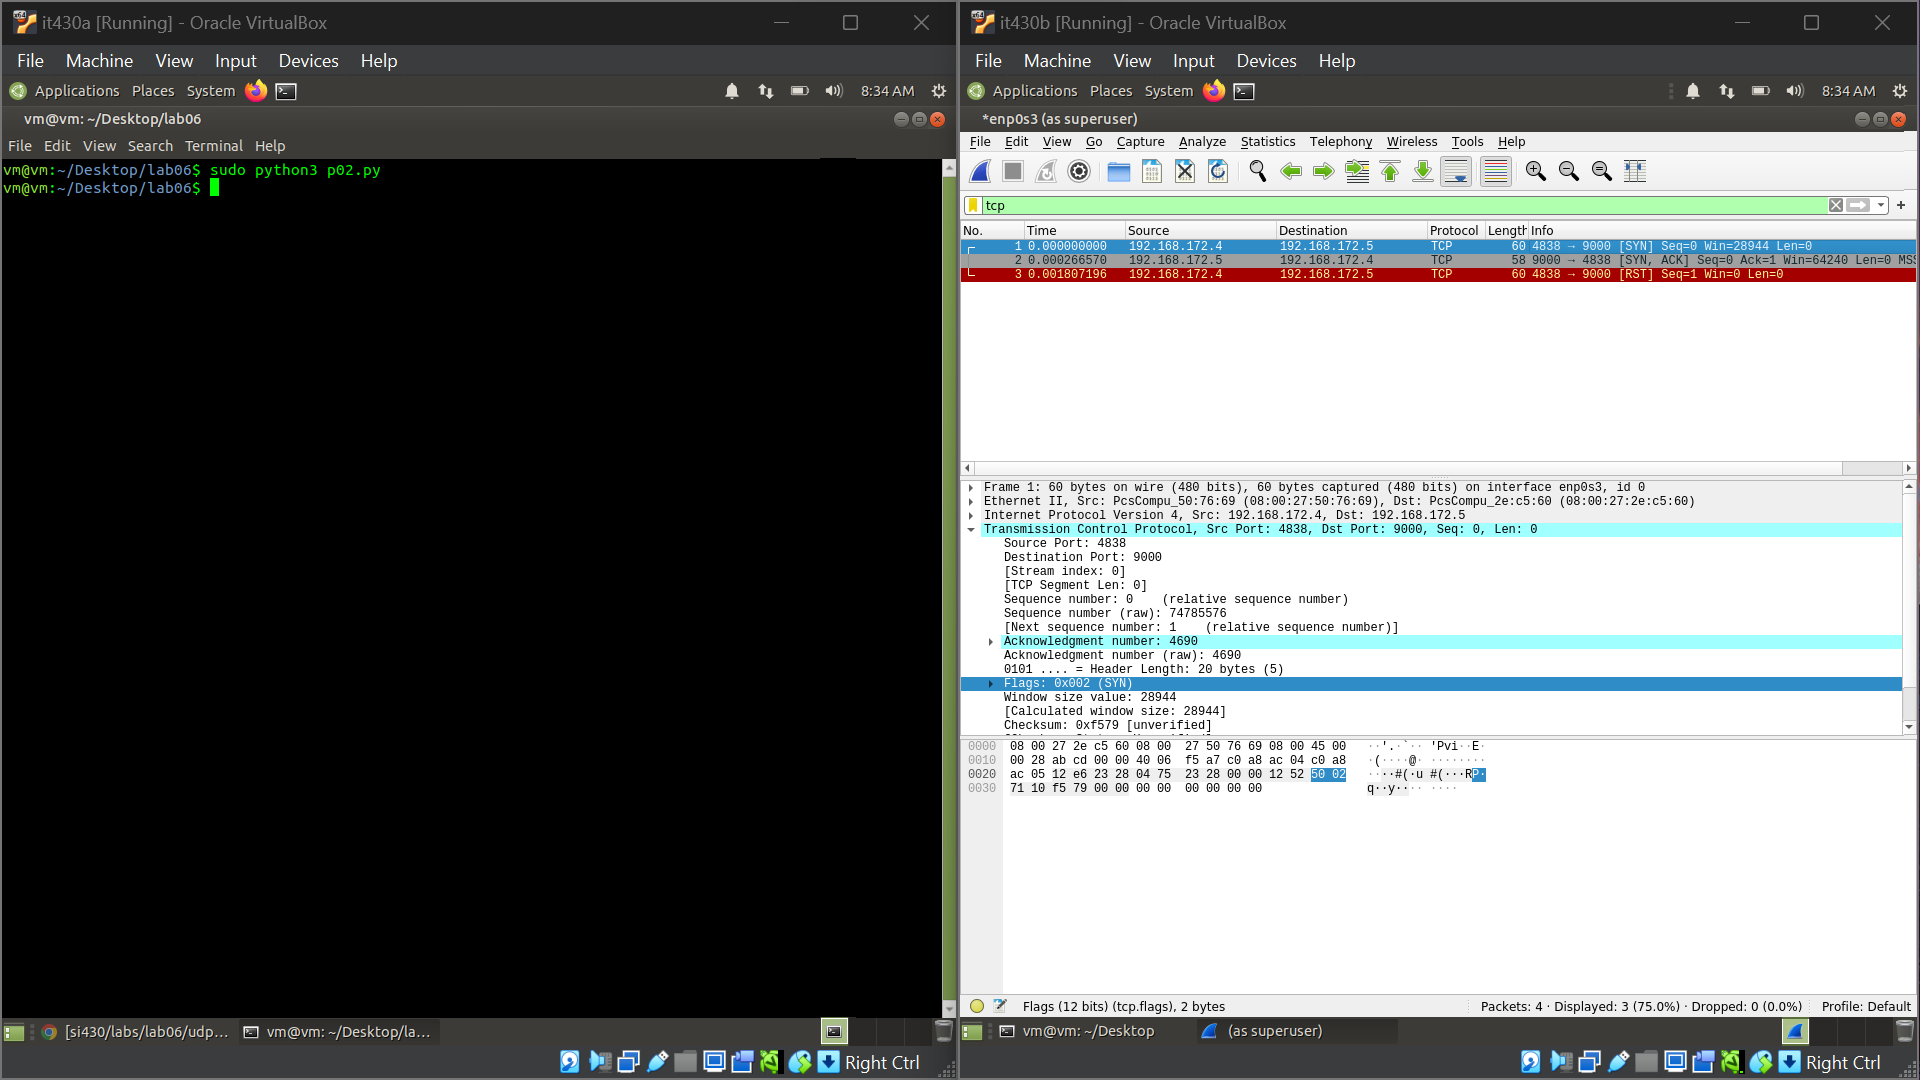 it430a [Running] - Oracle VirtualBox
File Machine View Input Devices Help
Applications Places System 8:34 AM
vm@vm: ~/Desktop/lab06
File Edit View Search Terminal Help
vm@vm:~/Desktop/lab06$ sudo python3 p02.py
vm@vm:~/Desktop/lab06$
[si430/labs/lab06/udp... vm@vm: ~/Desktop/la...
Right Ctrl
it430b [Running] - Oracle VirtualBox
File Machine View Input Devices Help
Applications Places System 8:34 AM
*enp0s3 (as superuser)
File Edit View Go Capture Analyze Statistics Telephony Wireless Tools Help
tcp
No. Time Source Destination Protocol Length Info
1 0.000000000 192.168.172.4 192.168.172.5 TCP 60 4838 → 9000 [SYN] Seq=0 Win=28944 Len=0
2 0.000266570 192.168.172.5 192.168.172.4 TCP 58 9000 → 4838 [SYN, ACK] Seq=0 Ack=1 Win=64240 Len=0 MSS
3 0.001807196 192.168.172.4 192.168.172.5 TCP 60 4838 → 9000 [RST] Seq=1 Win=0 Len=0
Frame 1: 60 bytes on wire (480 bits), 60 bytes captured (480 bits) on interface enp0s3, id 0
Ethernet II, Src: PcsCompu_50:76:69 (08:00:27:50:76:69), Dst: PcsCompu_2e:c5:60 (08:00:27:2e:c5:60)
Internet Protocol Version 4, Src: 192.168.172.4, Dst: 192.168.172.5
Transmission Control Protocol, Src Port: 4838, Dst Port: 9000, Seq: 0, Len: 0
Source Port: 4838
Destination Port: 9000
[Stream index: 0]
[TCP Segment Len: 0]
Sequence number: 0 (relative sequence number)
Sequence number (raw): 74785576
[Next sequence number: 1 (relative sequence number)]
Acknowledgment number: 4690
Acknowledgment number (raw): 4690
0101 .... = Header Length: 20 bytes (5)
Flags: 0x002 (SYN)
Window size value: 28944
[Calculated window size: 28944]
Checksum: 0xf579 [unverified]
0000 08 00 27 2e c5 60 08 00 27 50 76 69 08 00 45 00 ··'.·`·· 'Pvi··E·
0010 00 28 ab cd 00 00 40 06 f5 a7 c0 a8 ac 04 c0 a8 ·(····@· ········
0020 ac 05 12 e6 23 28 04 75 23 28 00 00 12 52 50 02 ····#(·u #(···RP·
0030 71 10 f5 79 00 00 00 00 00 00 00 00 q··y···· ····
Flags (12 bits) (tcp.flags), 2 bytes Packets: 4 · Displayed: 3 (75.0%) · Dropped: 0 (0.0%) Profile: Default
vm@vm: ~/Desktop (as superuser)
Right Ctrl